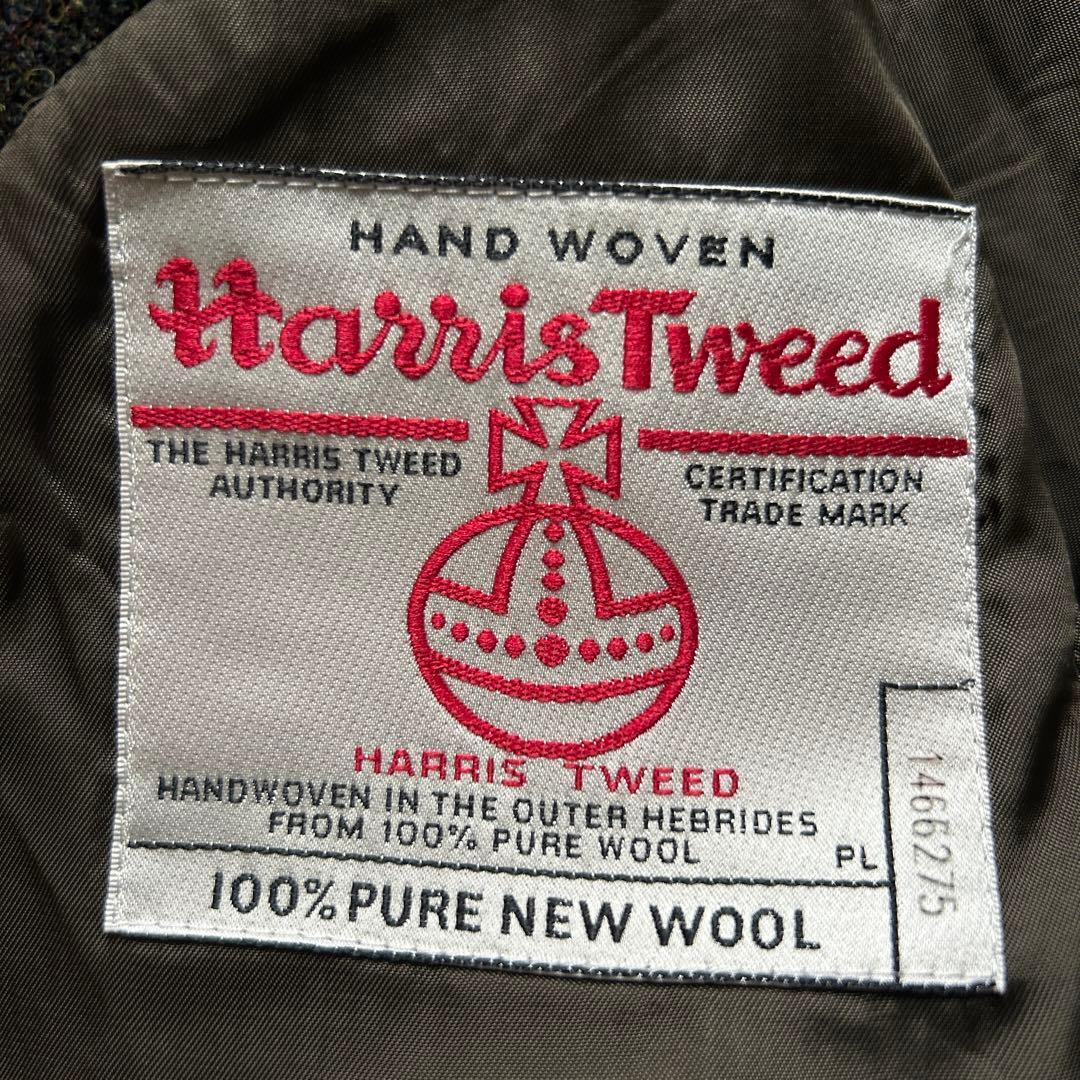 HAND WOVEN
Harris Tweed
THE HARRIS TWEED
AUTHORITY
CERTIFICATION
TRADE MARK
HARRIS TWEED
HANDWOVEN IN THE OUTER HEBRIDES
FROM 100% PURE WOOL
PL
100% PURE NEW WOOL
1466275